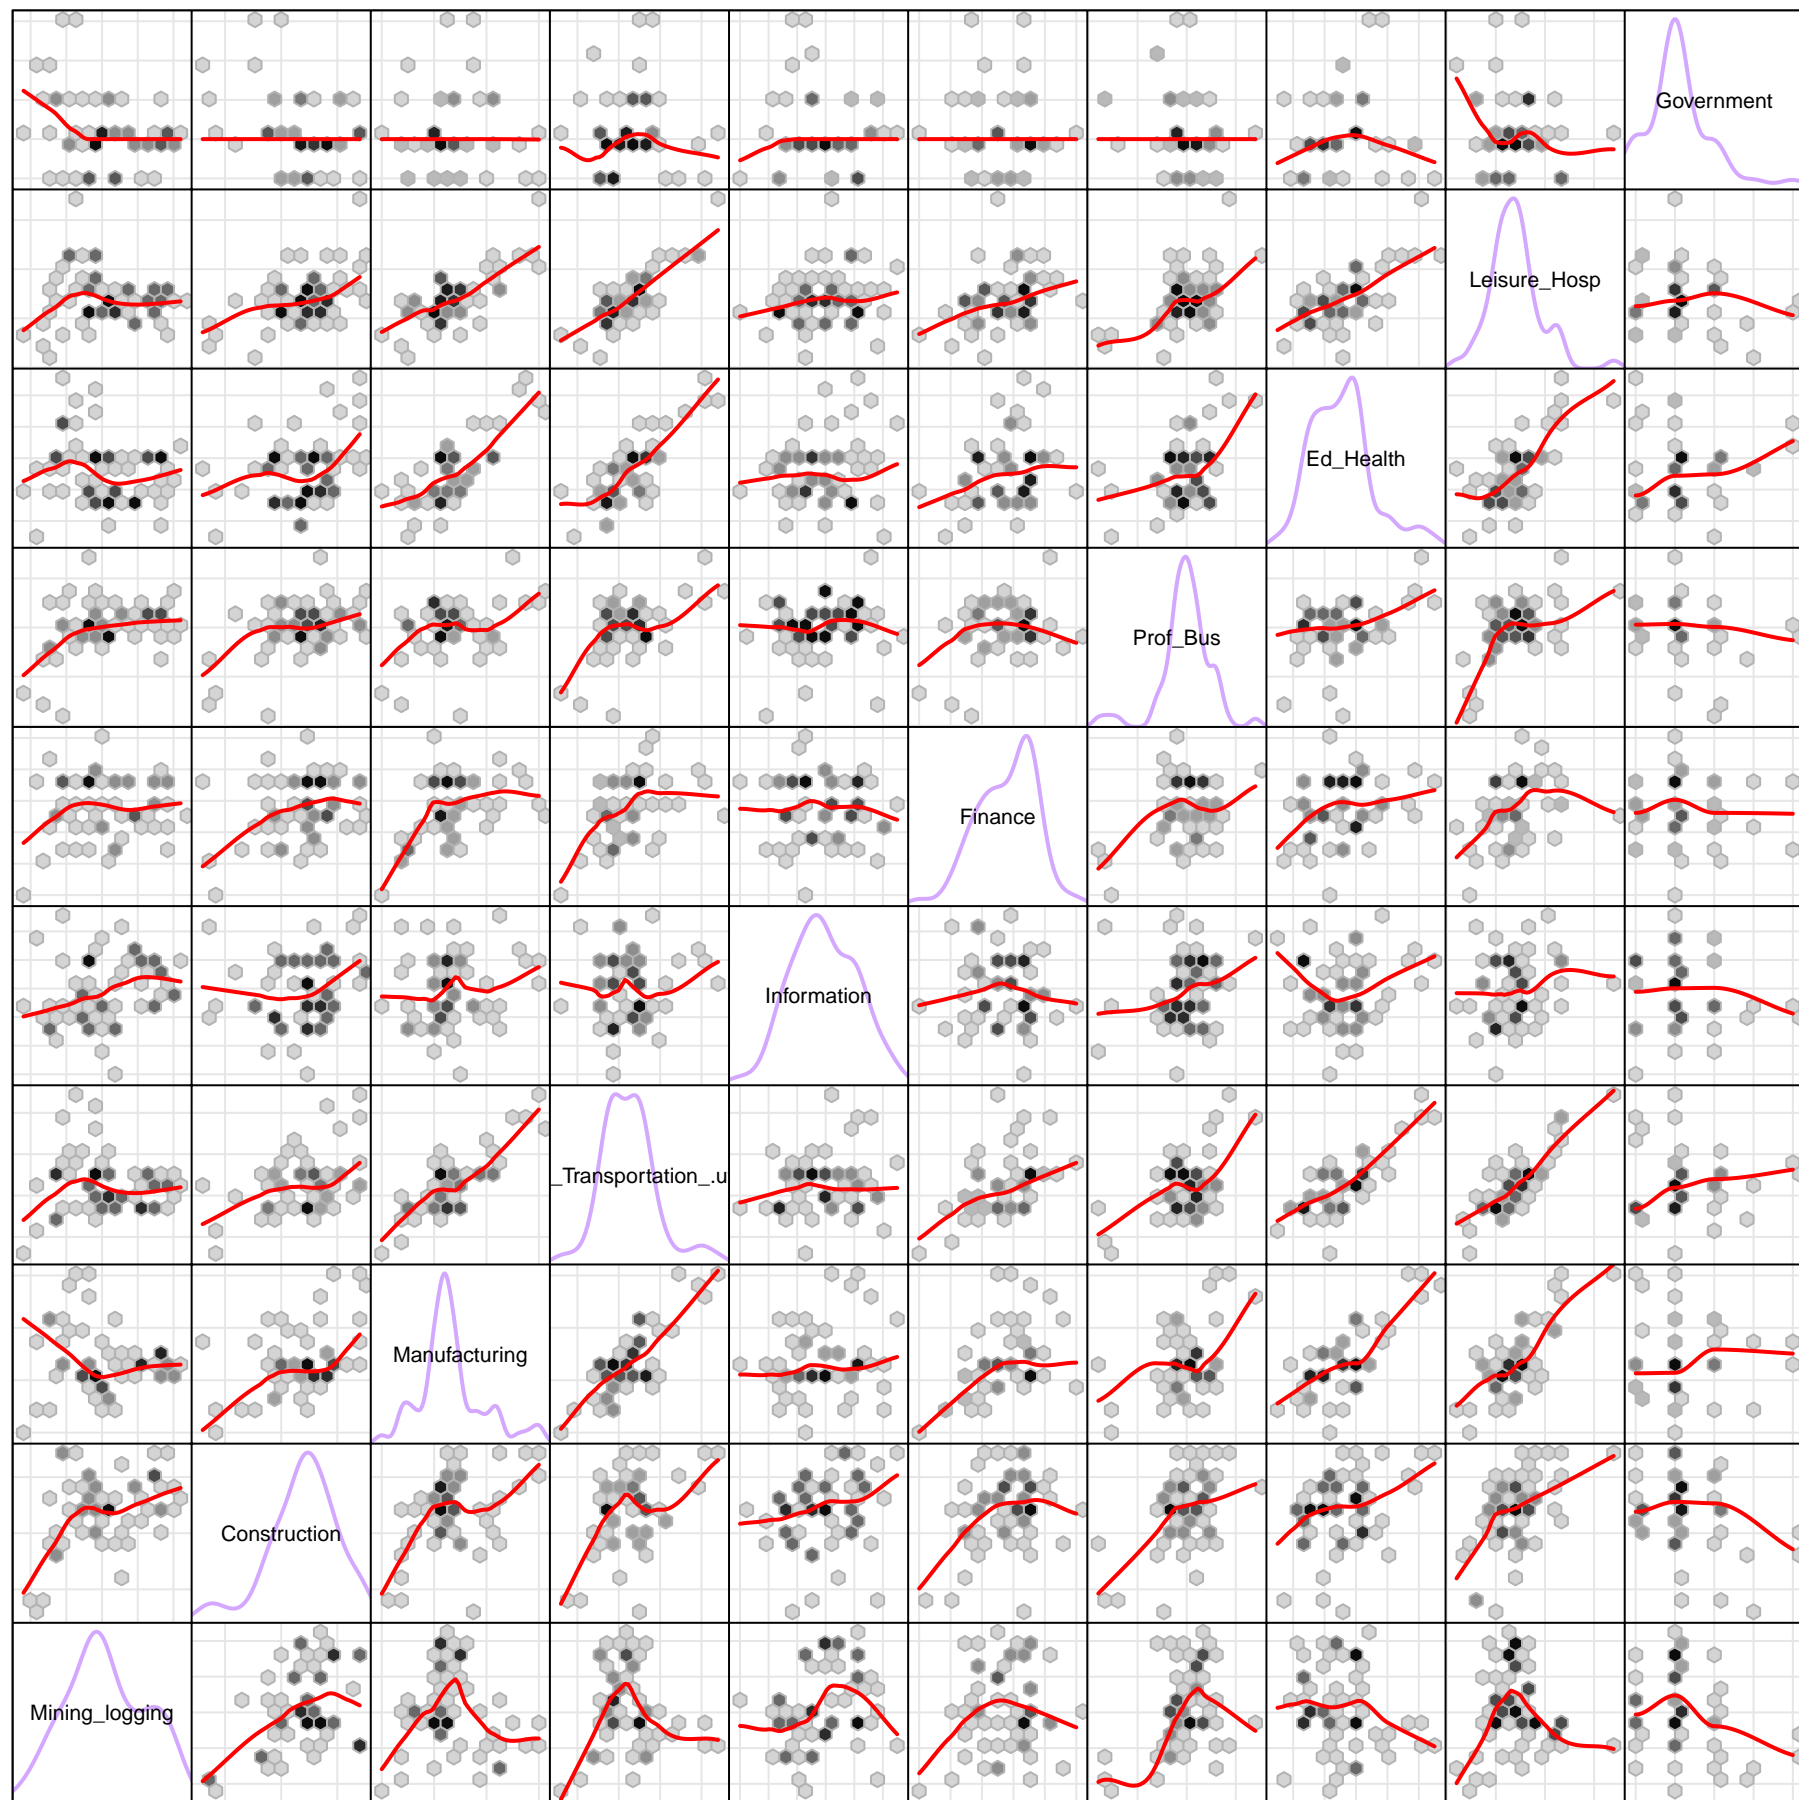 Government
Leisure_Hosp
Ed_Health
Prof_Bus
Finance
Information
_Transportation_.u
Manufacturing
Construction
Mining_logging